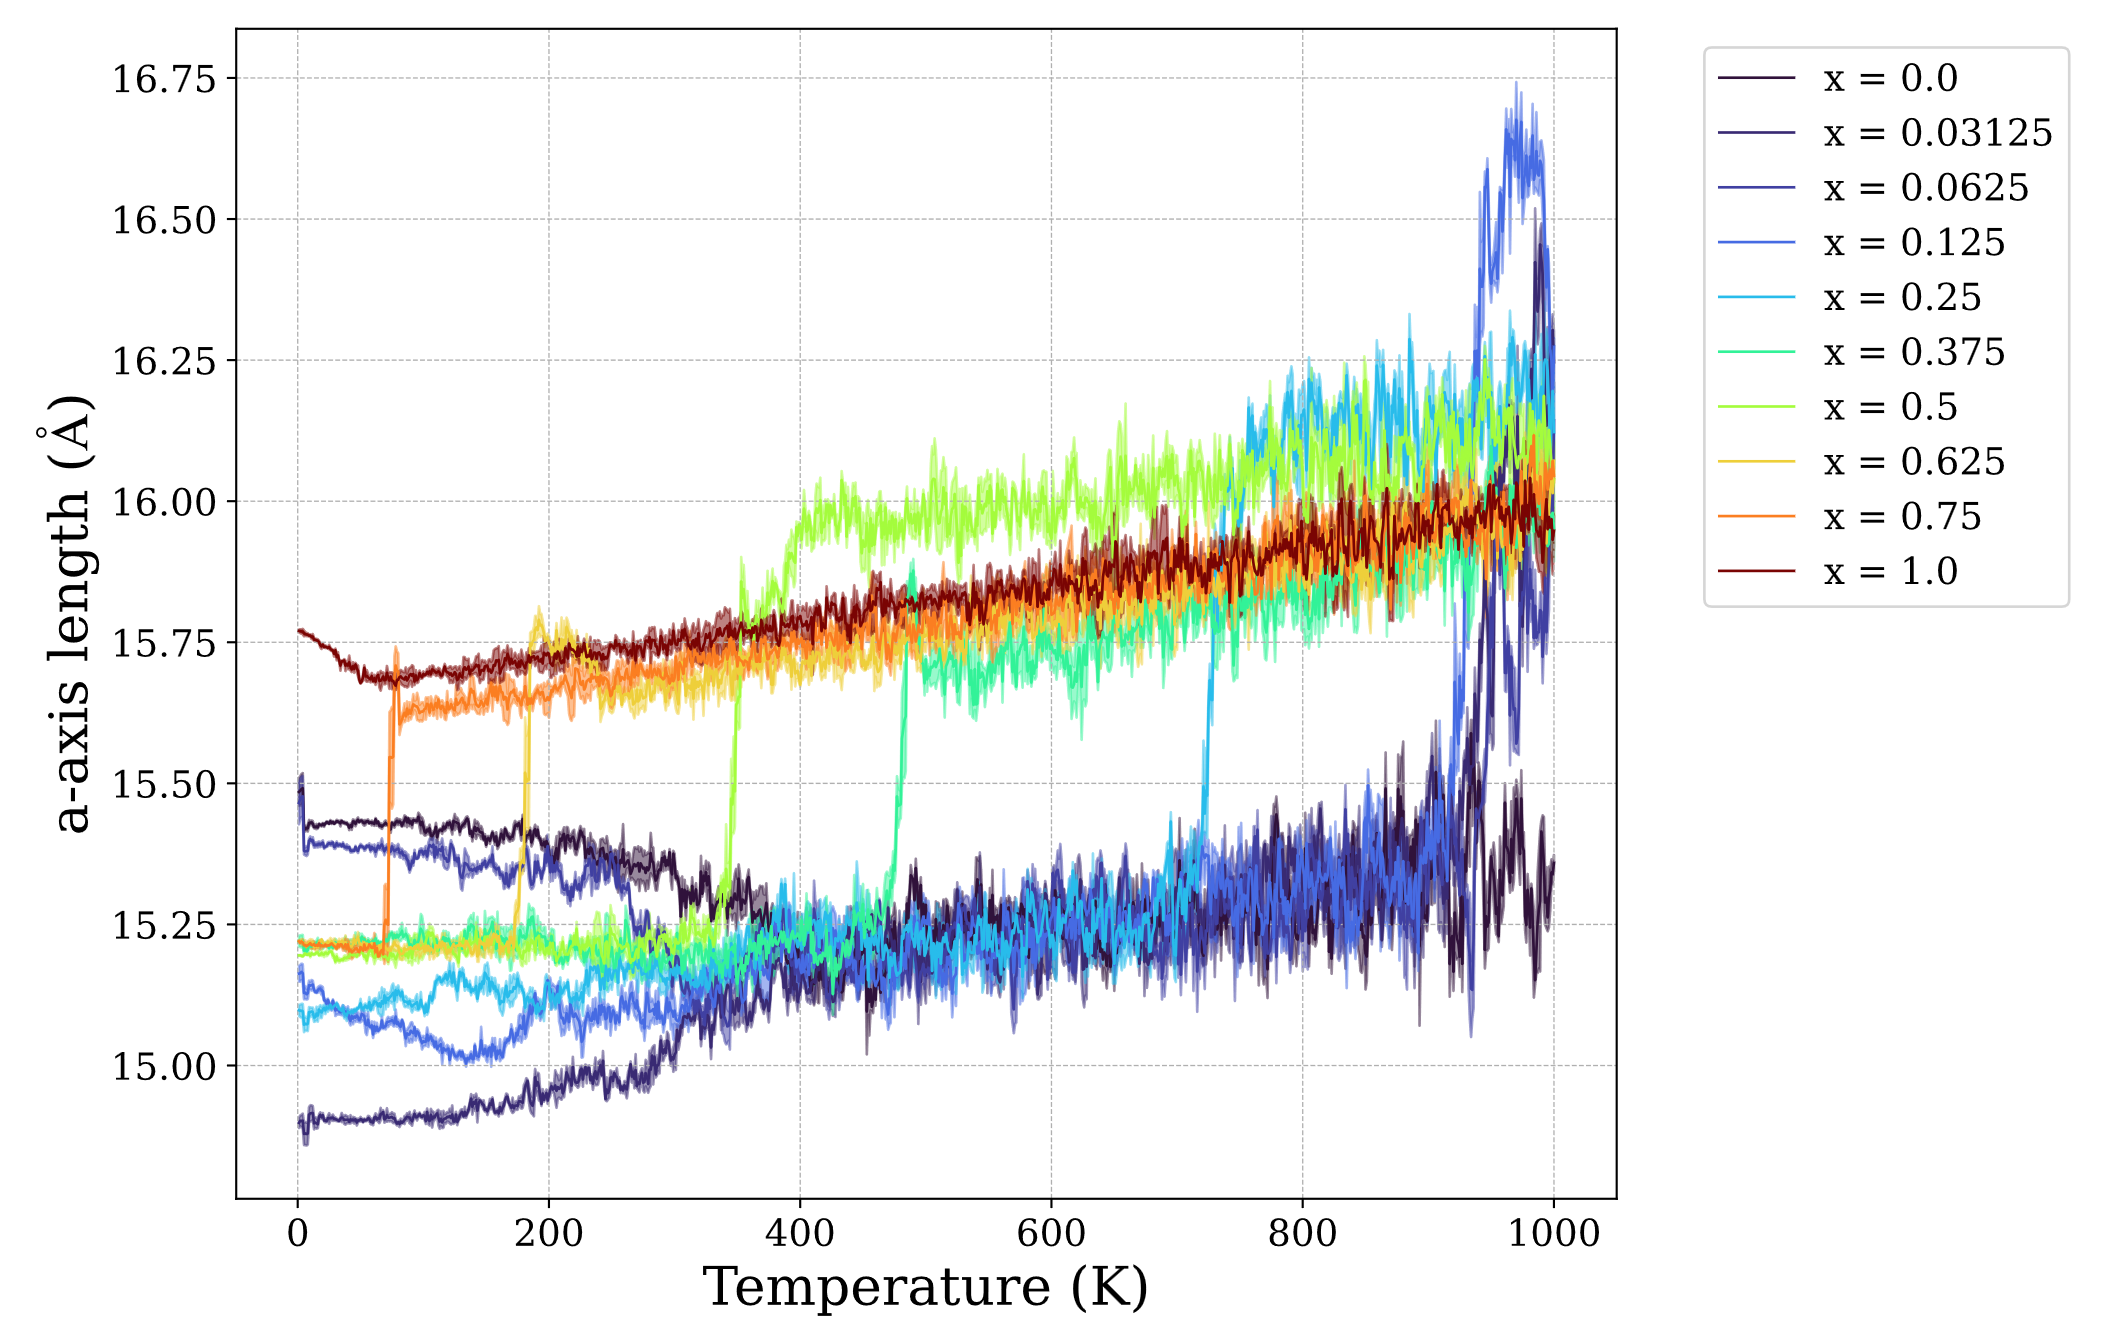 a-axis length (Å)
16.75
16.50
16.25
16.00
15.75
15.50
15.25
15.00
0
200
400
600
800
1000
Temperature (K)
x = 0.0
x = 0.03125
x = 0.0625
x = 0.125
x = 0.25
x = 0.375
x = 0.5
x = 0.625
x = 0.75
x = 1.0